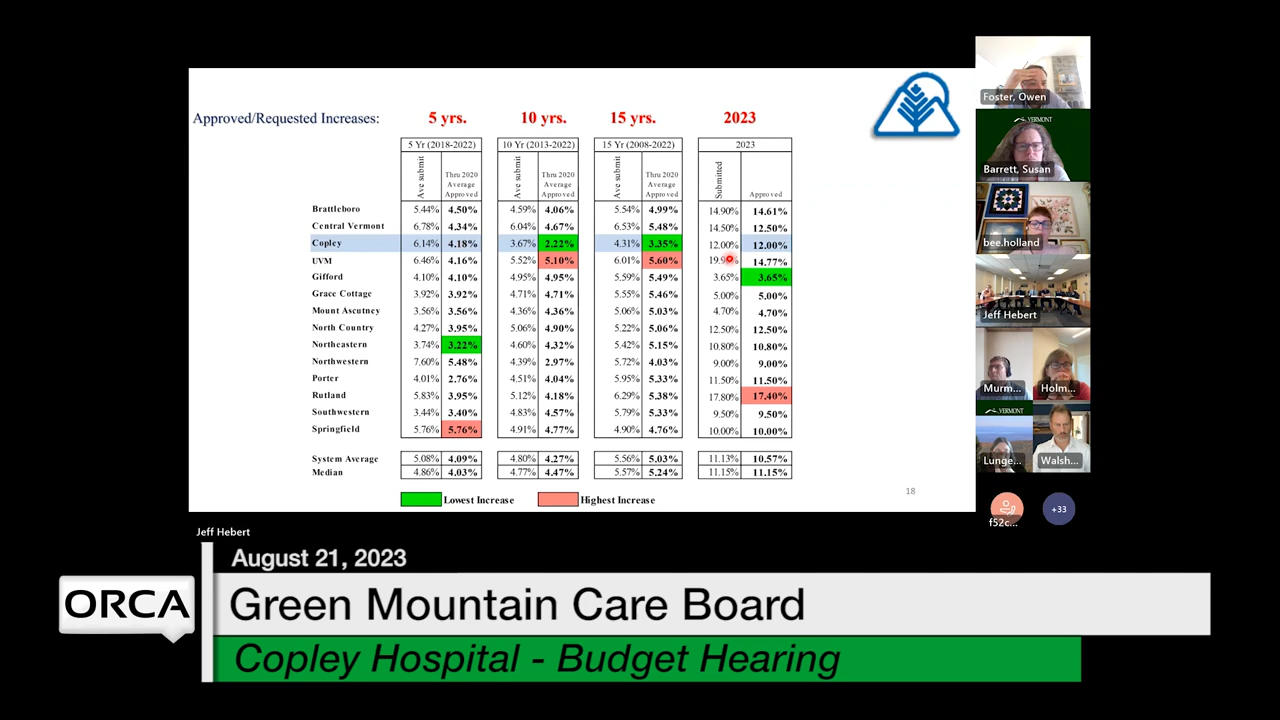 Approved/Requested Increases: 5 yrs. 10 yrs. 15 yrs. 2023
5 Yr (2018-2022) 10 Yr (2013-2022) 15 Yr (2008-2022) 2023
Ave submit Thru 2020 Average Approved Ave submit Thru 2020 Average Approved Ave submit Thru 2020 Average Approved Submitted Approved
Brattleboro 5.44% 4.50% 4.59% 4.06% 5.54% 4.99% 14.90% 14.61%
Central Vermont 6.78% 4.34% 6.04% 4.67% 6.53% 5.48% 14.50% 12.50%
Copley 6.14% 4.18% 3.67% 2.22% 4.31% 3.35% 12.00% 12.00%
UVM 6.46% 4.16% 5.52% 5.10% 6.01% 5.60% 14.77%
Gifford 4.10% 4.10% 4.95% 4.95% 5.59% 5.49% 3.65% 3.65%
Grace Cottage 3.92% 3.92% 4.71% 4.71% 5.55% 5.46% 5.00% 5.00%
Mount Ascutney 3.56% 3.56% 4.36% 4.36% 5.06% 5.03% 4.70% 4.70%
North Country 4.27% 3.95% 5.06% 4.90% 5.22% 5.06% 12.50% 12.50%
Northeastern 3.74% 3.22% 4.60% 4.32% 5.42% 5.15% 10.80% 10.80%
Northwestern 7.60% 5.48% 4.39% 2.97% 5.72% 4.03% 9.00% 9.00%
Porter 4.01% 2.76% 4.51% 4.04% 5.95% 5.33% 11.50% 11.50%
Rutland 5.83% 3.95% 5.12% 4.18% 6.29% 5.38% 17.80% 17.40%
Southwestern 3.44% 3.40% 4.83% 4.57% 5.79% 5.33% 9.50% 9.50%
Springfield 5.76% 5.76% 4.91% 4.77% 4.90% 4.76% 10.00% 10.00%
System Average 5.08% 4.09% 4.80% 4.27% 5.56% 5.03% 11.13% 10.57%
Median 4.86% 4.03% 4.77% 4.47% 5.57% 5.24% 11.15% 11.15%
Lowest Increase Highest Increase
18
Foster, Owen
VERMONT
Barrett, Susan
bee.holland
Jeff Hebert
Murm... Holm...
VERMONT
Lunge... Walsh...
f52c... +33
Jeff Hebert
August 21, 2023
ORCA
Green Mountain Care Board
Copley Hospital - Budget Hearing